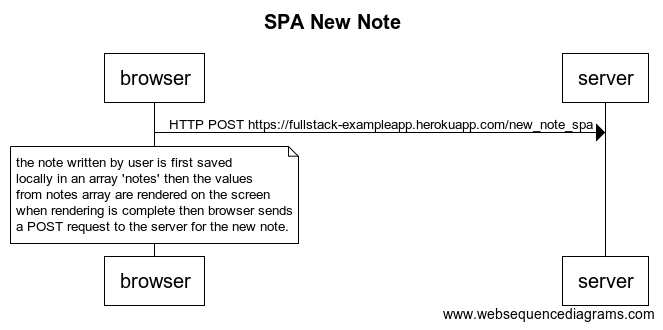 SPA New Note
browser
server
HTTP POST https://fullstack-exampleapp.herokuapp.com/new_note_spa
the note written by user is first saved
locally in an array 'notes' then the values
from notes array are rendered on the screen
when rendering is complete then browser sends
a POST request to the server for the new note.
browser
server
www.websequencediagrams.com